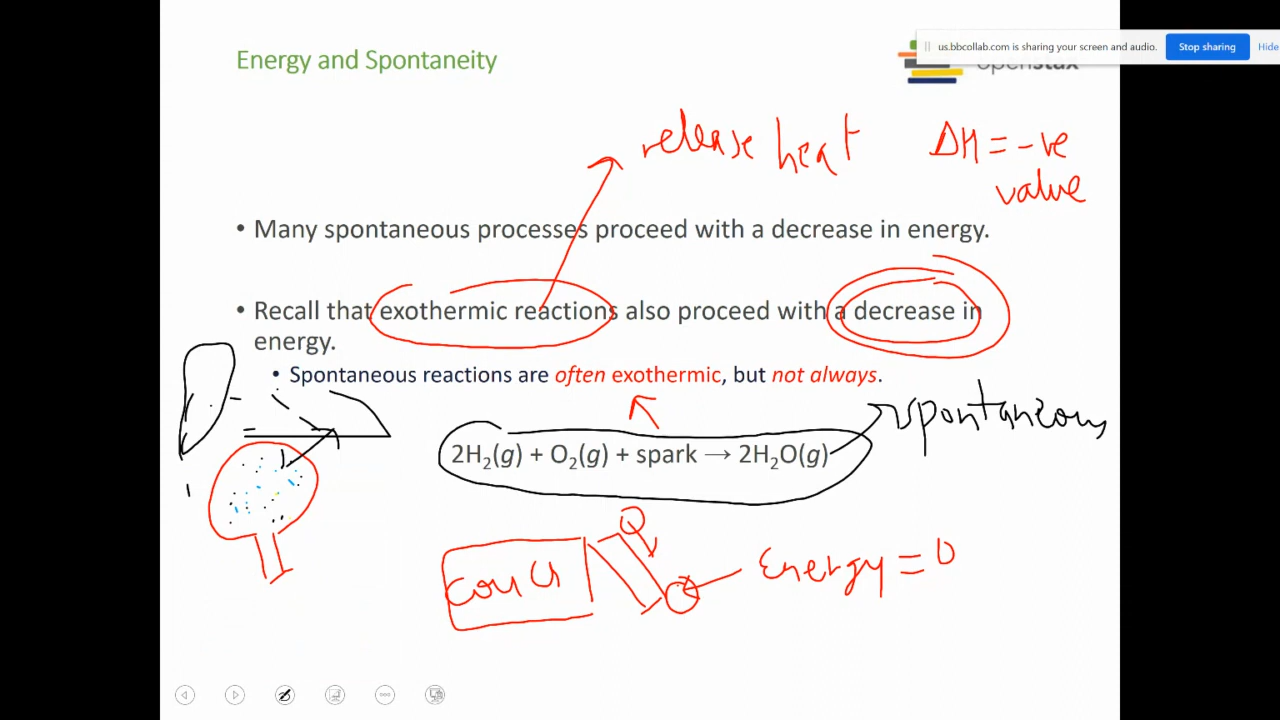 Energy and Spontaneity
us.bbcollab.com is sharing your screen and audio.
Stop sharing
Hide
openstax
release heat
ΔH = -ve
value
• Many spontaneous processes proceed with a decrease in energy.
• Recall that exothermic reactions also proceed with a decrease in
energy.
• Spontaneous reactions are often exothermic, but not always.
spontaneous
2H₂(g) + O₂(g) + spark → 2H₂O(g)
Energy = 0